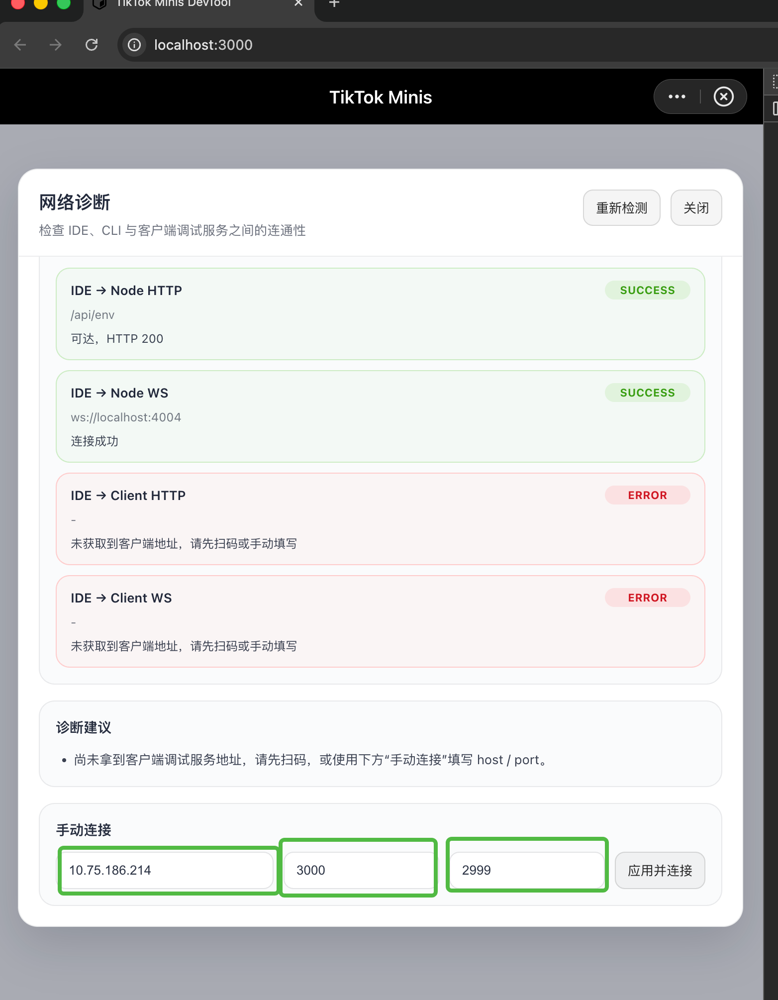 TikTok Minis DevTool
localhost:3000
TikTok Minis
网络诊断
检查 IDE、CLI 与客户端调试服务之间的连通性
重新检测
关闭
IDE → Node HTTP
SUCCESS
/api/env
可达，HTTP 200
IDE → Node WS
SUCCESS
ws://localhost:4004
连接成功
IDE → Client HTTP
ERROR
-
未获取到客户端地址，请先扫码或手动填写
IDE → Client WS
ERROR
-
未获取到客户端地址，请先扫码或手动填写
诊断建议
• 尚未拿到客户端调试服务地址，请先扫码，或使用下方“手动连接”填写 host / port。
手动连接
10.75.186.214
3000
2999
应用并连接